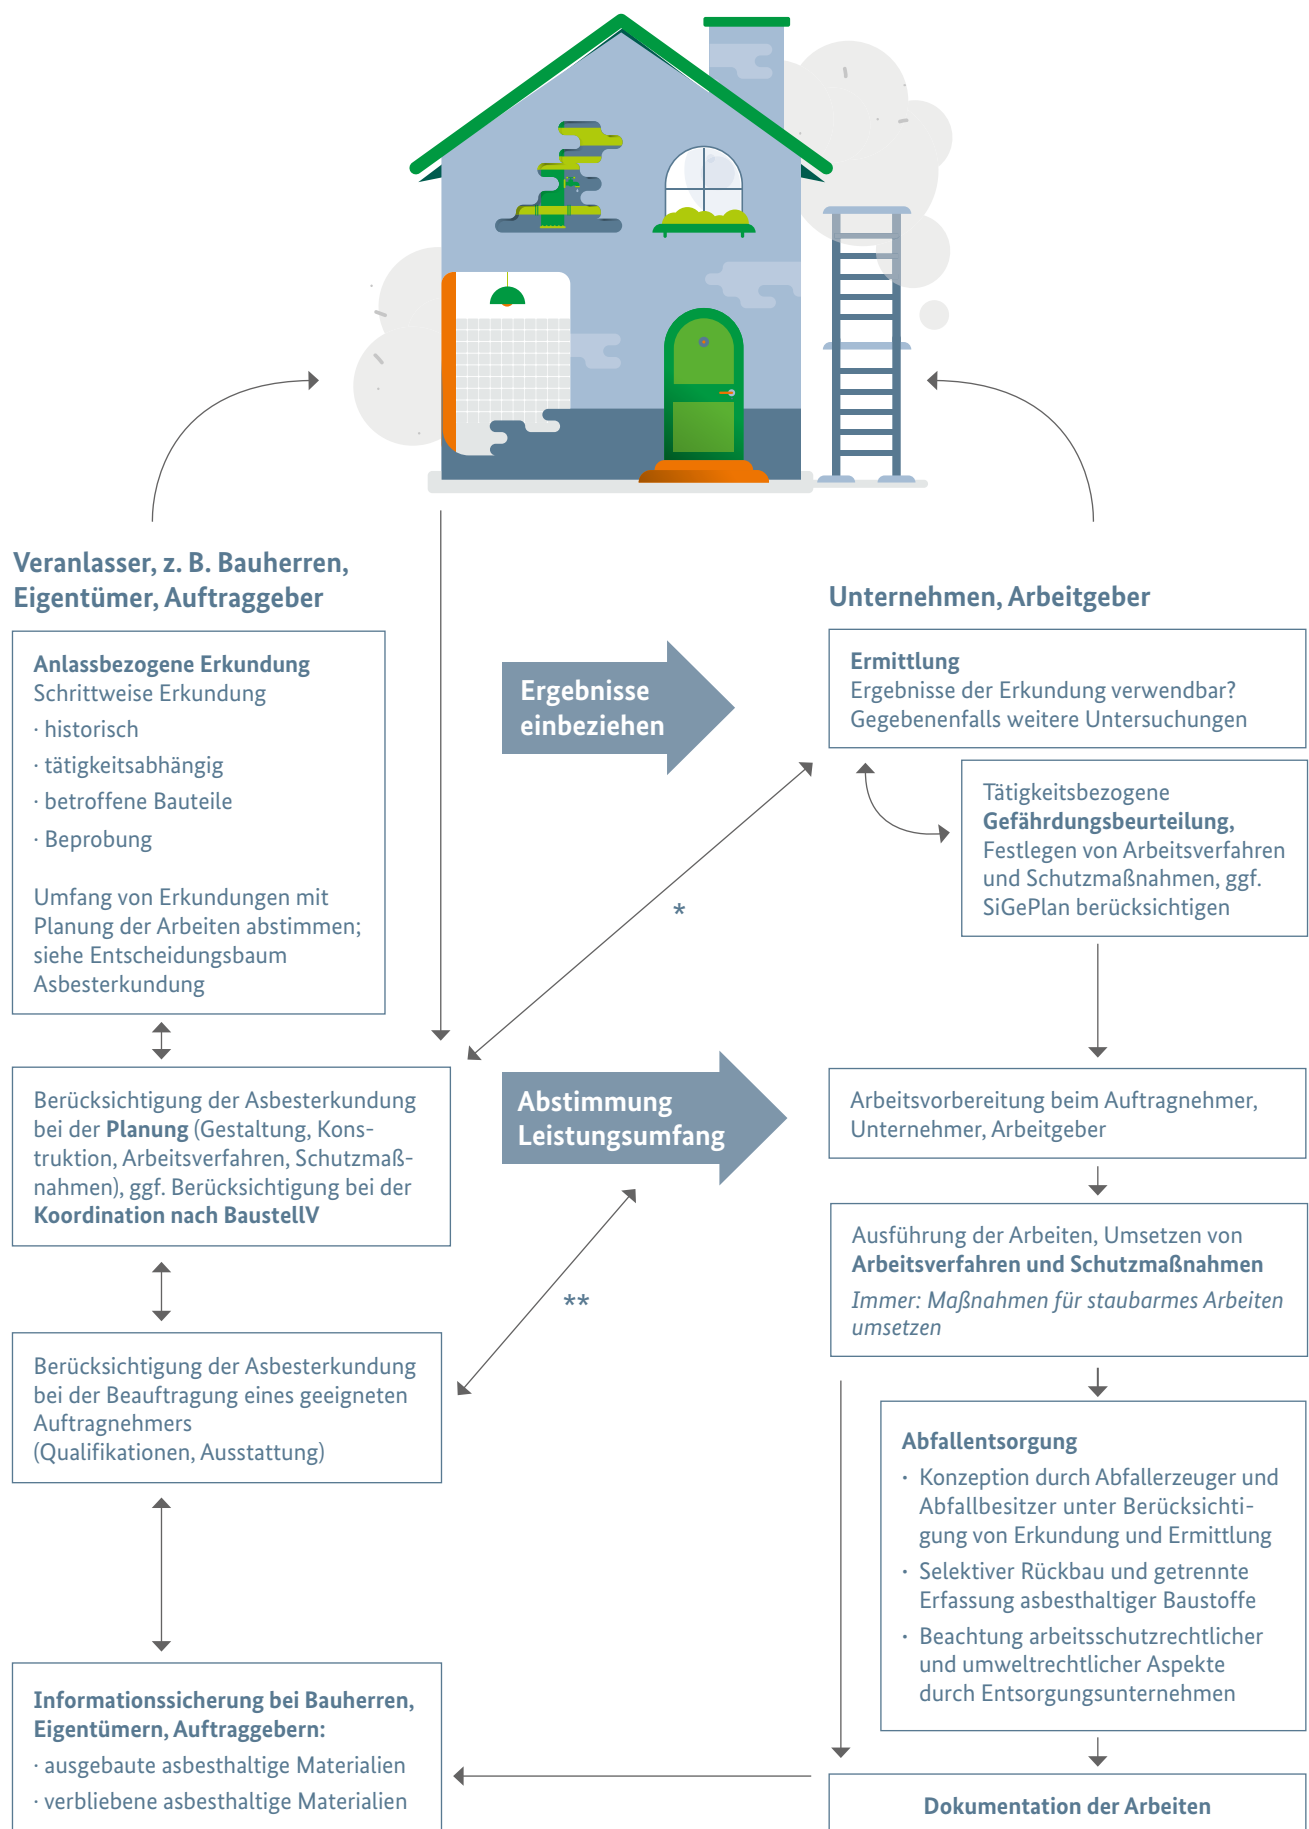 Veranlasser, z. B. Bauherren,
Eigentümer, Auftraggeber
Anlassbezogene Erkundung
Schrittweise Erkundung
· historisch
· tätigkeitsabhängig
· betroffene Bauteile
· Beprobung
Umfang von Erkundungen mit
Planung der Arbeiten abstimmen;
siehe Entscheidungsbaum
Asbesterkundung
Berücksichtigung der Asbesterkundung
bei der Planung (Gestaltung, Kons-
truktion, Arbeitsverfahren, Schutzmaß-
nahmen), ggf. Berücksichtigung bei der
Koordination nach BaustellV
Berücksichtigung der Asbesterkundung
bei der Beauftragung eines geeigneten
Auftragnehmers
(Qualifikationen, Ausstattung)
Informationssicherung bei Bauherren,
Eigentümern, Auftraggebern:
· ausgebaute asbesthaltige Materialien
· verbliebene asbesthaltige Materialien
Ergebnisse
einbeziehen
*
Abstimmung
Leistungsumfang
**
Unternehmen, Arbeitgeber
Ermittlung
Ergebnisse der Erkundung verwendbar?
Gegebenenfalls weitere Untersuchungen
Tätigkeitsbezogene
Gefährdungsbeurteilung,
Festlegen von Arbeitsverfahren
und Schutzmaßnahmen, ggf.
SiGePlan berücksichtigen
Arbeitsvorbereitung beim Auftragnehmer,
Unternehmer, Arbeitgeber
Ausführung der Arbeiten, Umsetzen von
Arbeitsverfahren und Schutzmaßnahmen
Immer: Maßnahmen für staubarmes Arbeiten
umsetzen
Abfallentsorgung
· Konzeption durch Abfallerzeuger und
Abfallbesitzer unter Berücksichti-
gung von Erkundung und Ermittlung
· Selektiver Rückbau und getrennte
Erfassung asbesthaltiger Baustoffe
· Beachtung arbeitsschutzrechtlicher
und umweltrechtlicher Aspekte
durch Entsorgungsunternehmen
Dokumentation der Arbeiten